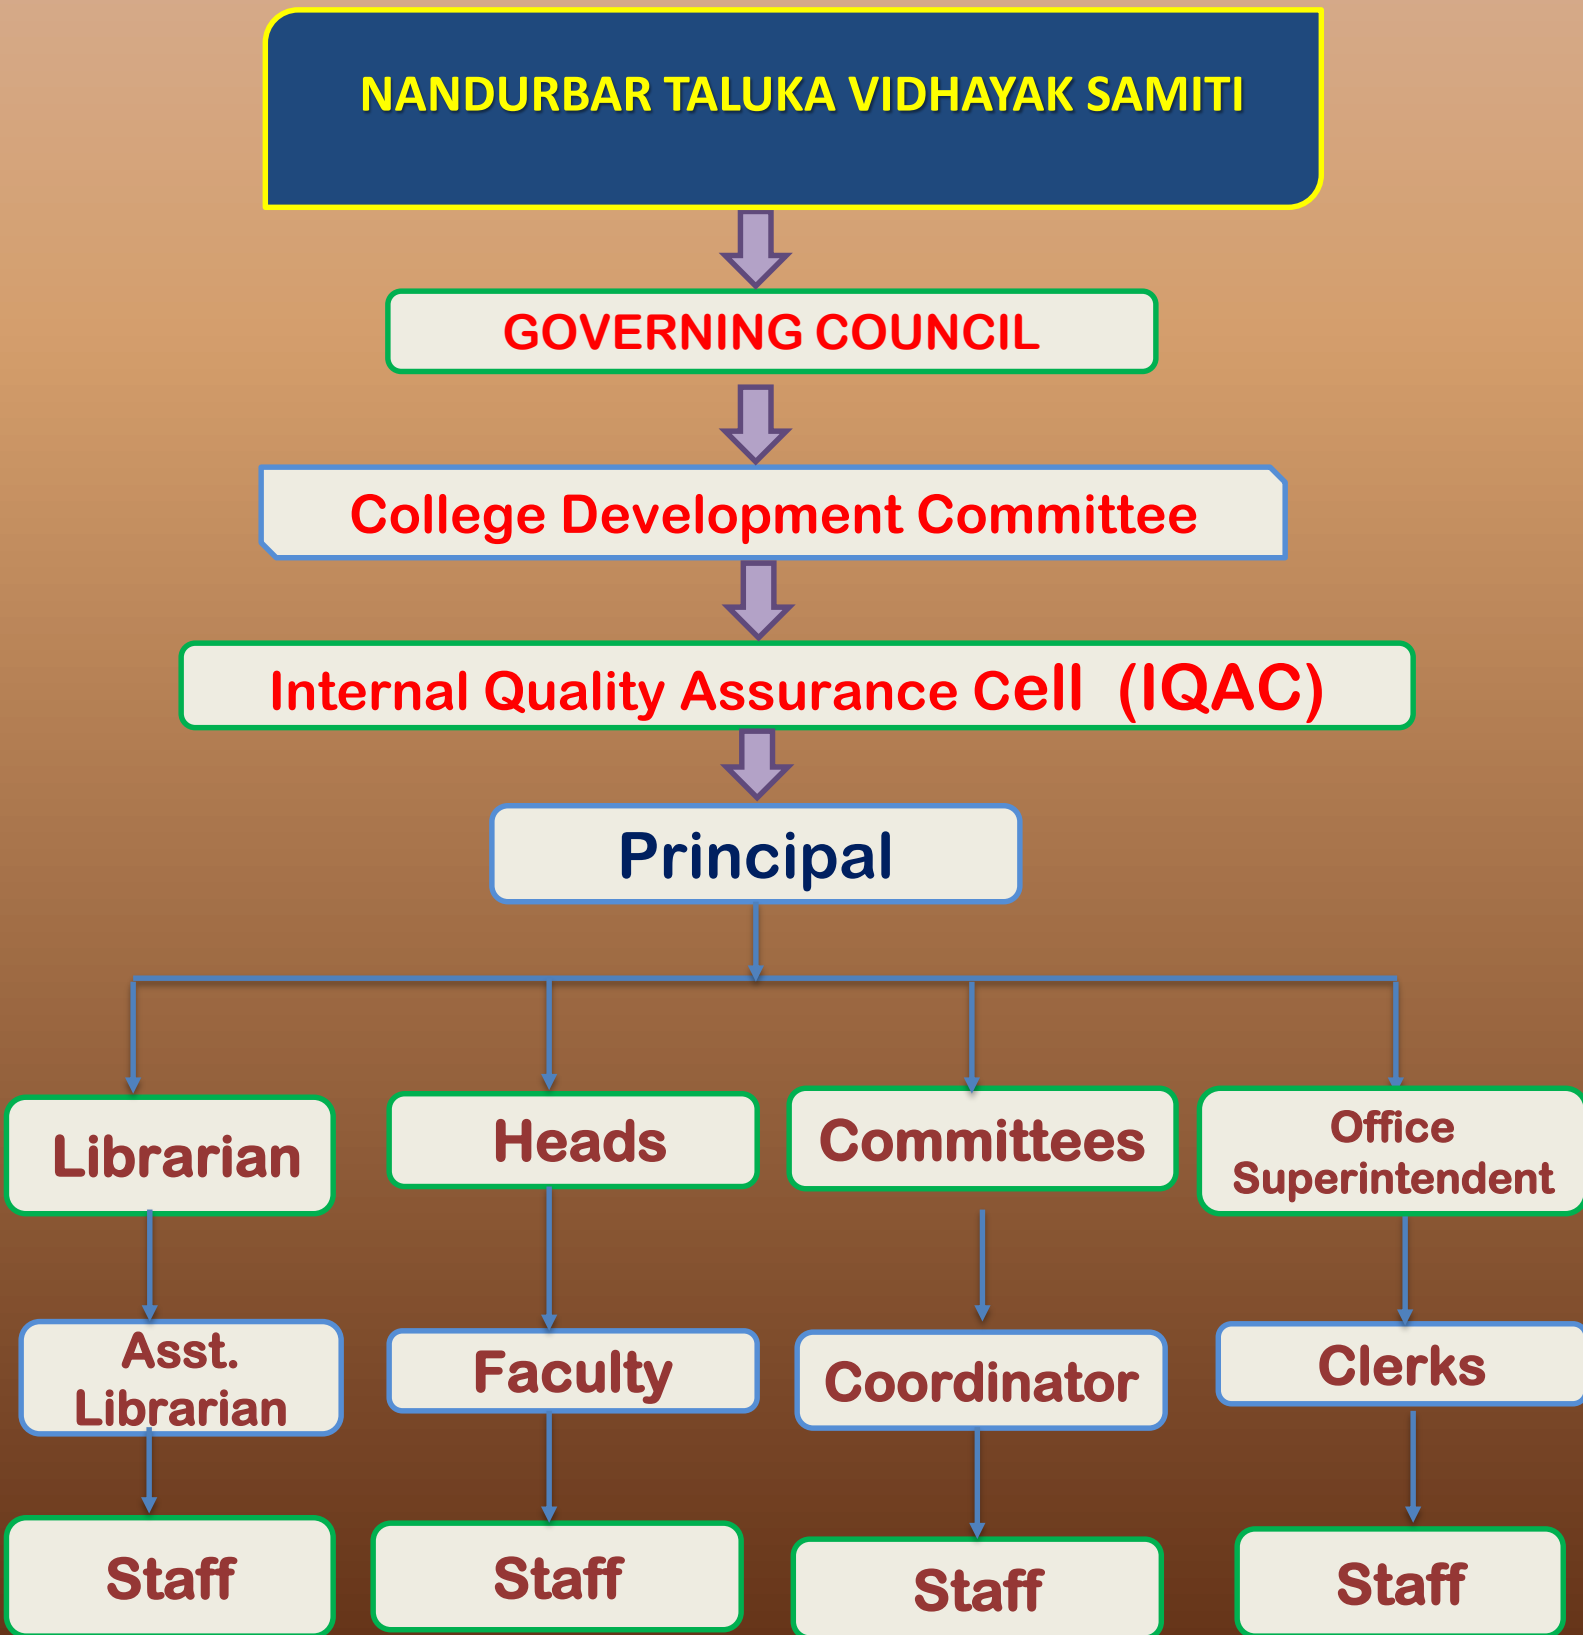 NANDURBAR TALUKA VIDHAYAK SAMITI
GOVERNING COUNCIL
College Development Committee
Internal Quality Assurance Cell (IQAC)
Principal
Librarian
Heads
Committees
Office
Superintendent
Asst.
Librarian
Faculty
Coordinator
Clerks
Staff
Staff
Staff
Staff